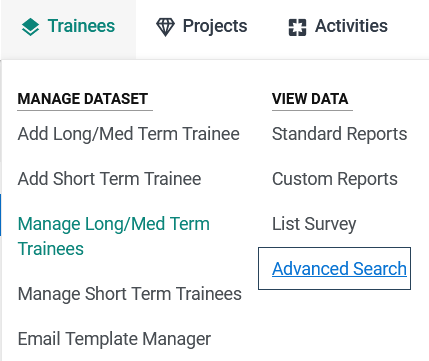 Trainees Projects Activities
MANAGE DATASET
Add Long/Med Term Trainee
Add Short Term Trainee
Manage Long/Med Term
Trainees
Manage Short Term Trainees
Email Template Manager
VIEW DATA
Standard Reports
Custom Reports
List Survey
Advanced Search